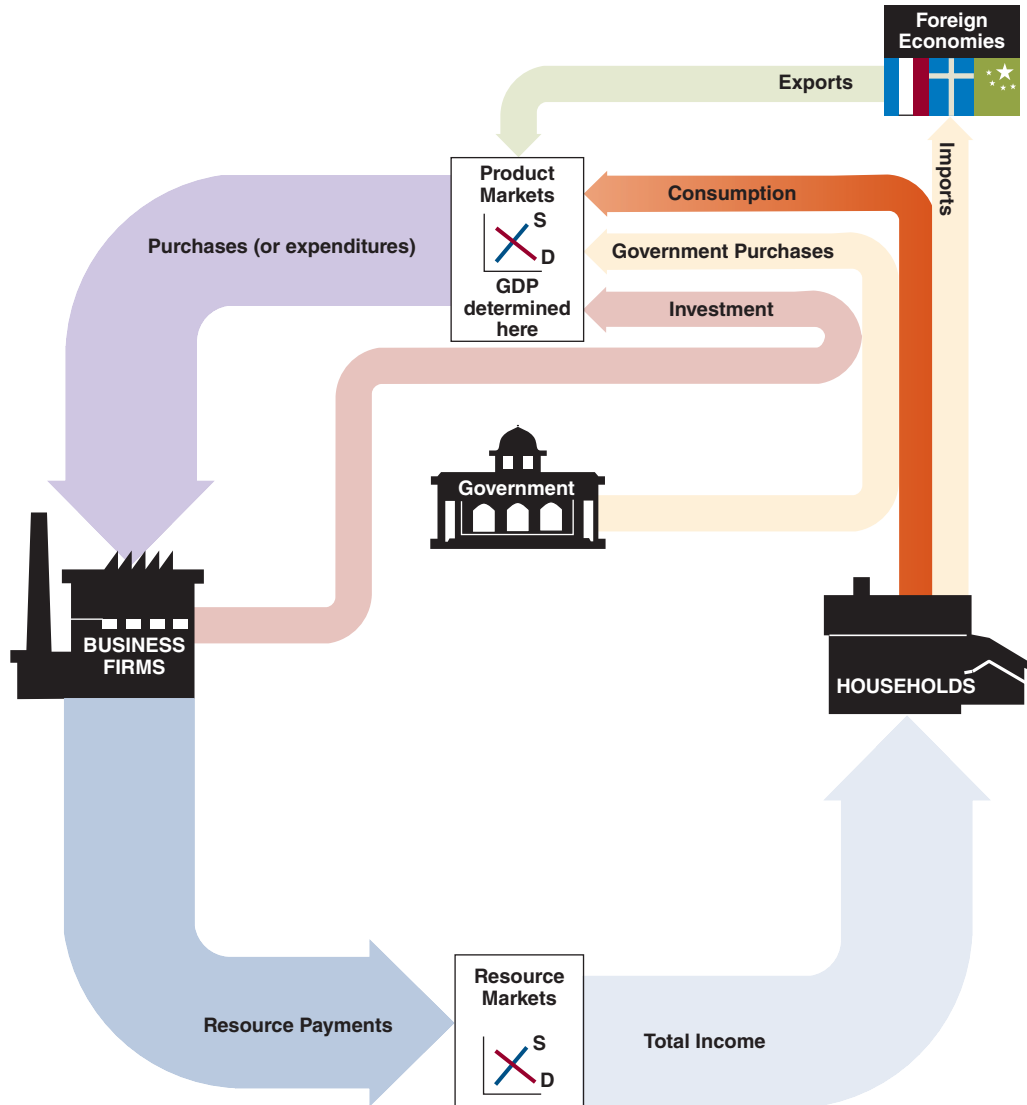 Foreign
Economies
Exports
Imports
Product
Markets
S
D
GDP
determined
here
Consumption
Purchases (or expenditures)
Government Purchases
Investment
Government
BUSINESS
FIRMS
HOUSEHOLDS
Resource
Markets
S
D
Resource Payments
Total Income